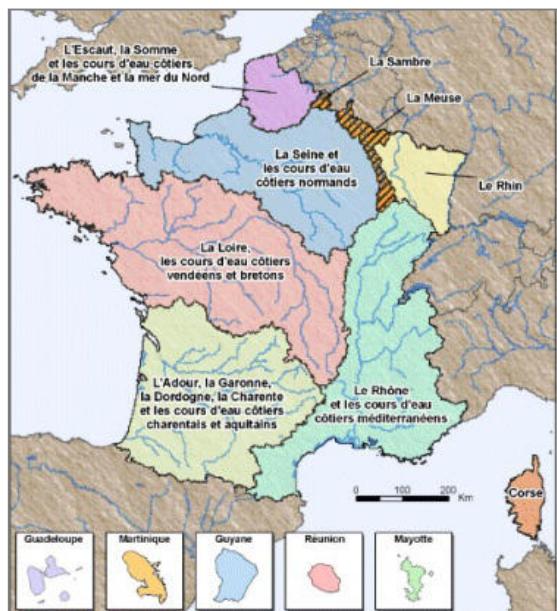 L'Escaut, la Somme
et les cours d'eau côtiers
de la Manche et la mer du Nord
La Sambre
La Meuse
La Seine et
les cours d'eau
côtiers normands
Le Rhin
La Loire,
les cours d'eau côtiers
vendéens et bretons
L'Adour, la Garonne,
la Dordogne, la Charente
et les cours d'eau côtiers
charentais et aquitains
Le Rhône
et les cours d'eau
côtiers méditerranéens
0 100 200 Km
Corse
Guadeloupe
Martinique
Guyane
Réunion
Mayotte